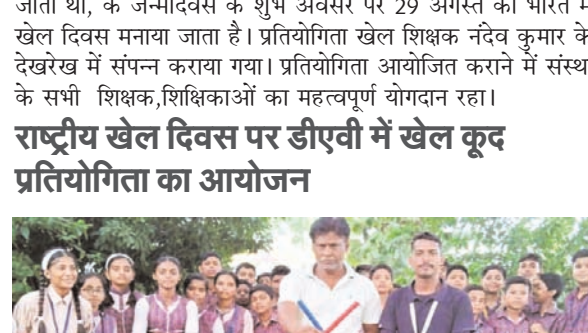 जाता था, के जन्मदिवस के शुभ अवसर पर 29 अगस्त को भारत में
खेल दिवस मनाया जाता है। प्रतियोगिता खेल शिक्षक नंदेव कुमार के
देखरेख में संपन्न कराया गया। प्रतियोगिता आयोजित कराने में संस्था
के सभी शिक्षक,शिक्षिकाओं का महत्वपूर्ण योगदान रहा।
राष्ट्रीय खेल दिवस पर डीएवी में खेल कूद
प्रतियोगिता का आयोजन